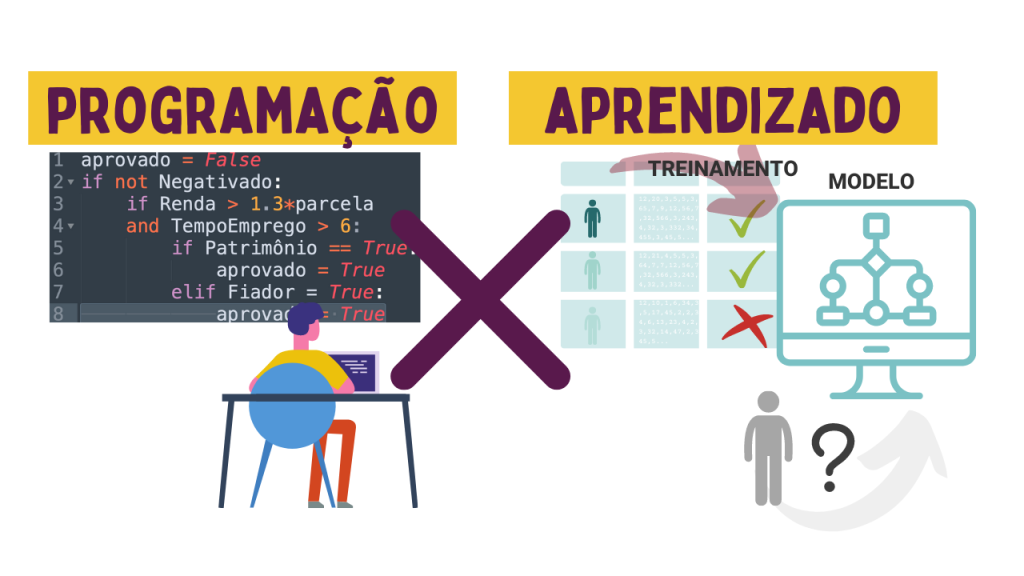 PROGRAMAÇÃO
1 aprovado = False
2 if not Negativado:
3 if Renda > 1.3*parcela
4 and TempoEmprego > 6:
5 if Patrimônio == True:
6 aprovado = True
7 elif Fiador = True:
8 = True
APRENDIZADO
TREINAMENTO
MODELO
?